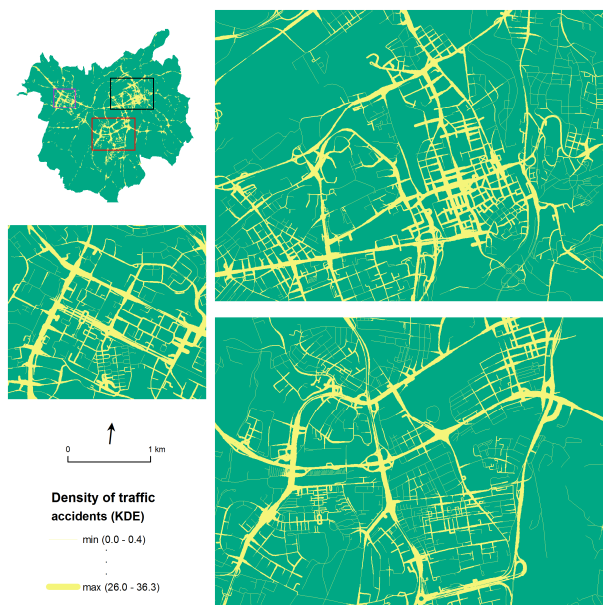 0
1 km
Density of traffic
accidents (KDE)
min (0.0 - 0.4)
.
.
.
max (26.0 - 36.3)